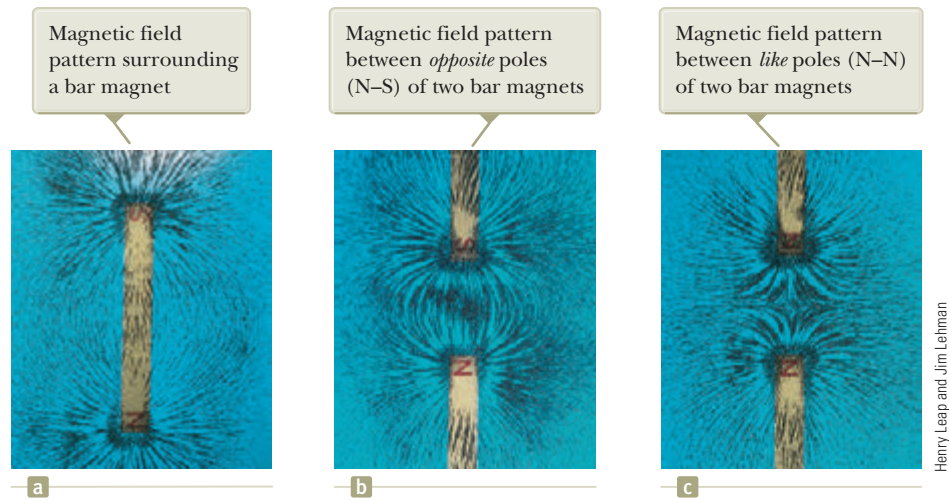 Magnetic field
pattern surrounding
a bar magnet
Magnetic field pattern
between opposite poles
(N–S) of two bar magnets
Magnetic field pattern
between like poles (N–N)
of two bar magnets
S
N
S
N
N
N
a
b
c
Henry Leap and Jim Lehman